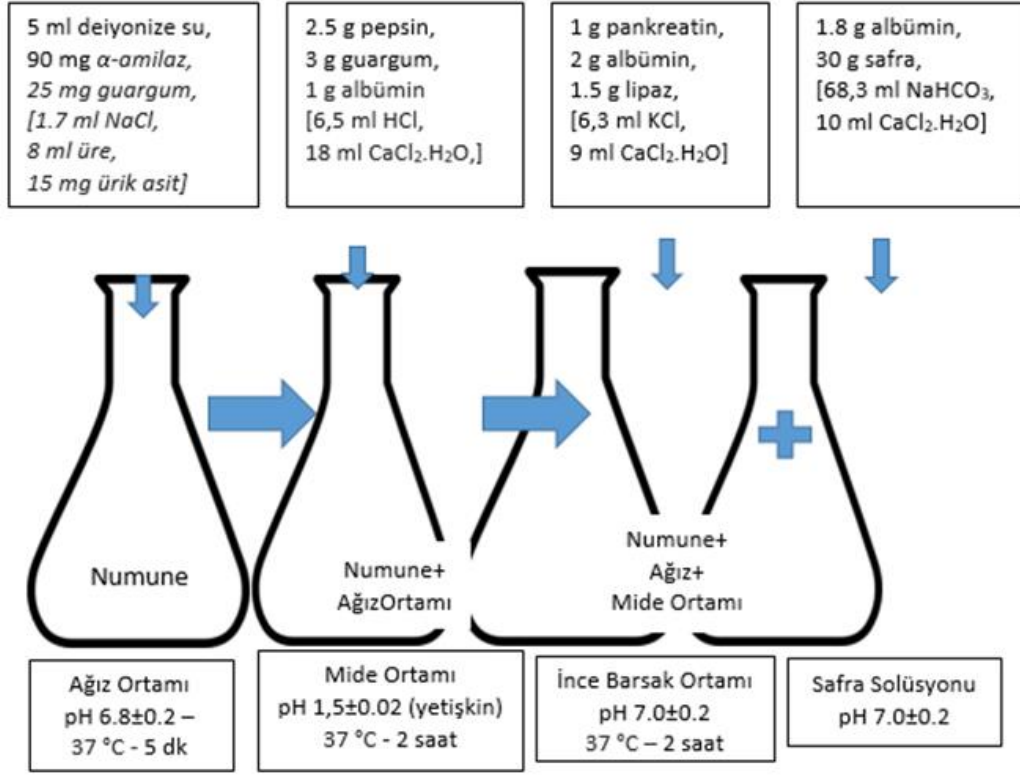 5 ml deiyonize su,
90 mg α-amilaz,
25 mg guargum,
[1.7 ml NaCl,
8 ml üre,
15 mg ürik asit]
2.5 g pepsin,
3 g guargum,
1 g albümin
[6,5 ml HCl,
18 ml CaCl₂.H₂O,]
1 g pankreatin,
2 g albümin,
1.5 g lipaz,
[6,3 ml KCl,
9 ml CaCl₂.H₂O]
1.8 g albümin,
30 g safra,
[68,3 ml NaHCO₃,
10 ml CaCl₂.H₂O]
Numune
Numune+
AğızOrtamı
Numune+
Ağız+
Mide Ortamı
Ağız Ortamı
pH 6.8±0.2 –
37 °C - 5 dk
Mide Ortamı
pH 1,5±0.02 (yetişkin)
37 °C - 2 saat
İnce Barsak Ortamı
pH 7.0±0.2
37 °C – 2 saat
Safra Solüsyonu
pH 7.0±0.2